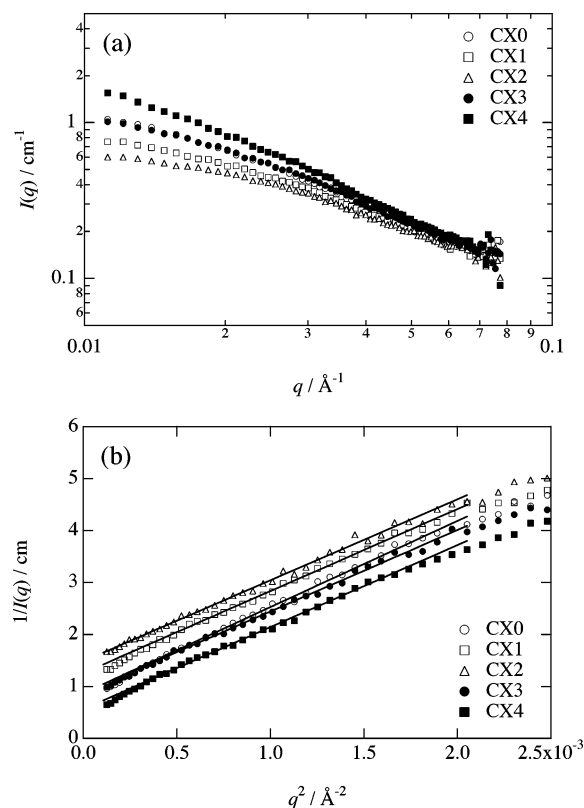 (a)
CX0
CX1
CX2
CX3
CX4
I(q) / cm-1
4
2
1
8
6
4
2
0.1
8
6
0.01
2
3
4
5
6
7
8
9
0.1
q / Å-1
(b)
6
5
4
3
2
1
0
1/I(q) / cm
CX0
CX1
CX2
CX3
CX4
0.0
0.5
1.0
1.5
2.0
2.5x10-3
q2 / Å-2